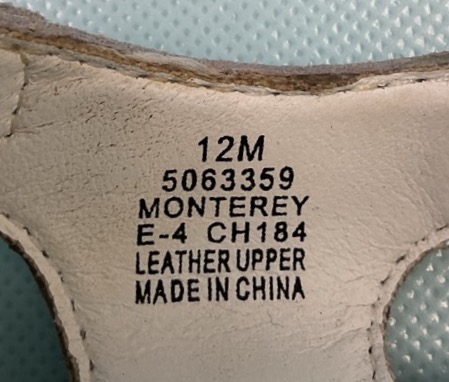 12M
5063359
MONTEREY
E-4 CH184
LEATHER UPPER
MADE IN CHINA